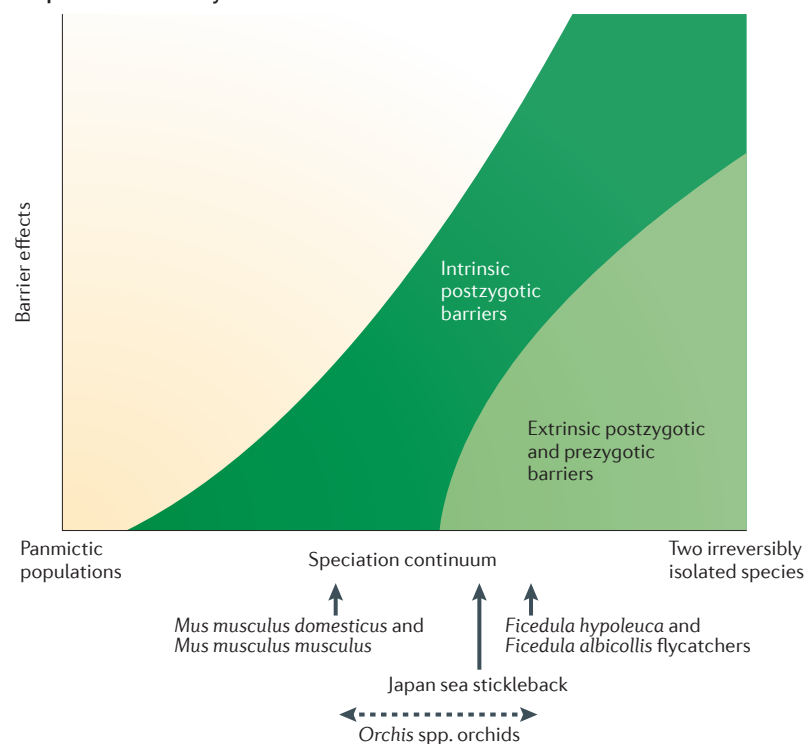 Barrier effects
Intrinsic
postzygotic
barriers
Extrinsic postzygotic
and prezygotic
barriers
Panmictic
populations
Speciation continuum
Two irreversibly
isolated species
Mus musculus domesticus and
Mus musculus musculus
Ficedula hypoleuca and
Ficedula albicollis flycatchers
Japan sea stickleback
Orchis spp. orchids